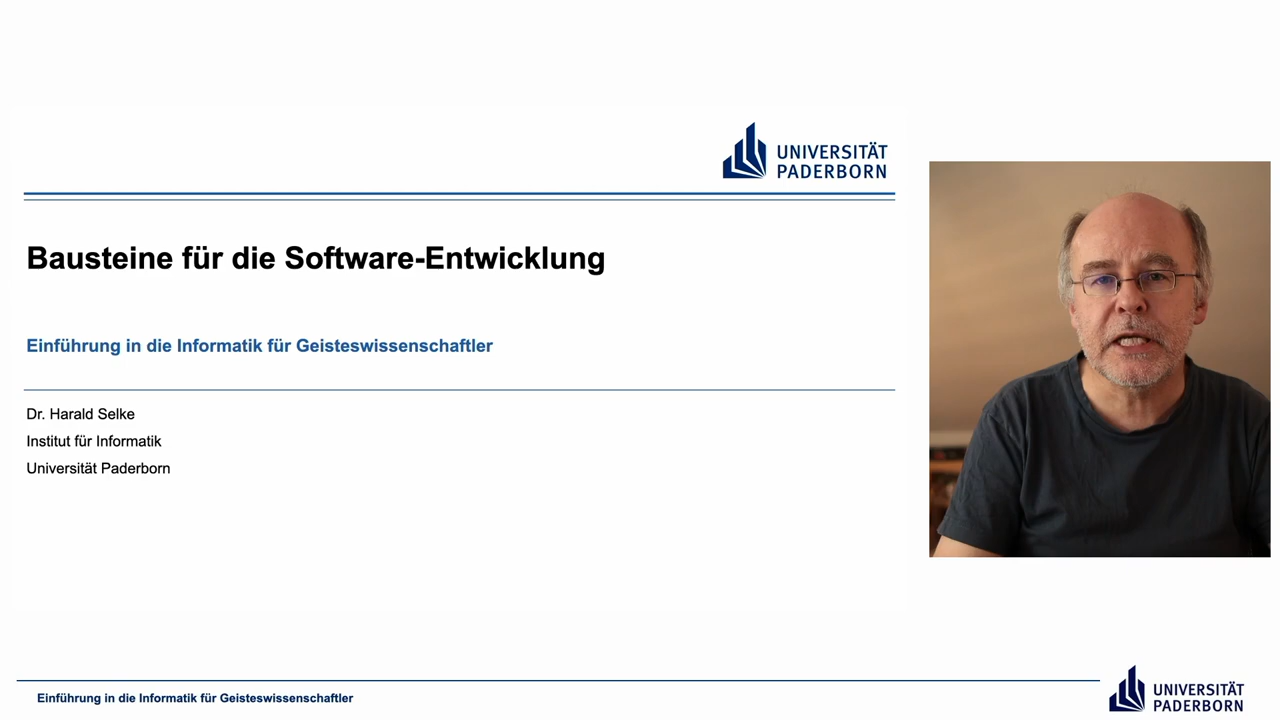 UNIVERSITÄT
PADERBORN
Bausteine für die Software-Entwicklung
Einführung in die Informatik für Geisteswissenschaftler
Dr. Harald Selke
Institut für Informatik
Universität Paderborn
Einführung in die Informatik für Geisteswissenschaftler
UNIVERSITÄT
PADERBORN